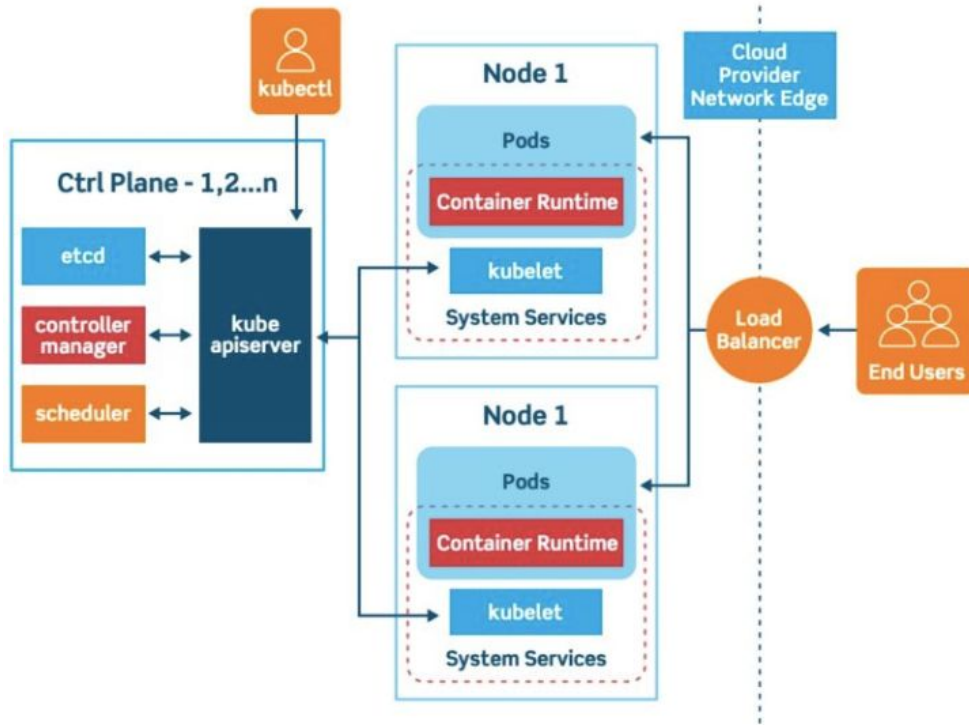 kubectl
Ctrl Plane - 1,2...n
etcd
controller
manager
scheduler
kube
apiserver
Node 1
Pods
Container Runtime
kubelet
System Services
Node 1
Pods
Container Runtime
kubelet
System Services
Cloud
Provider
Network Edge
Load
Balancer
End Users